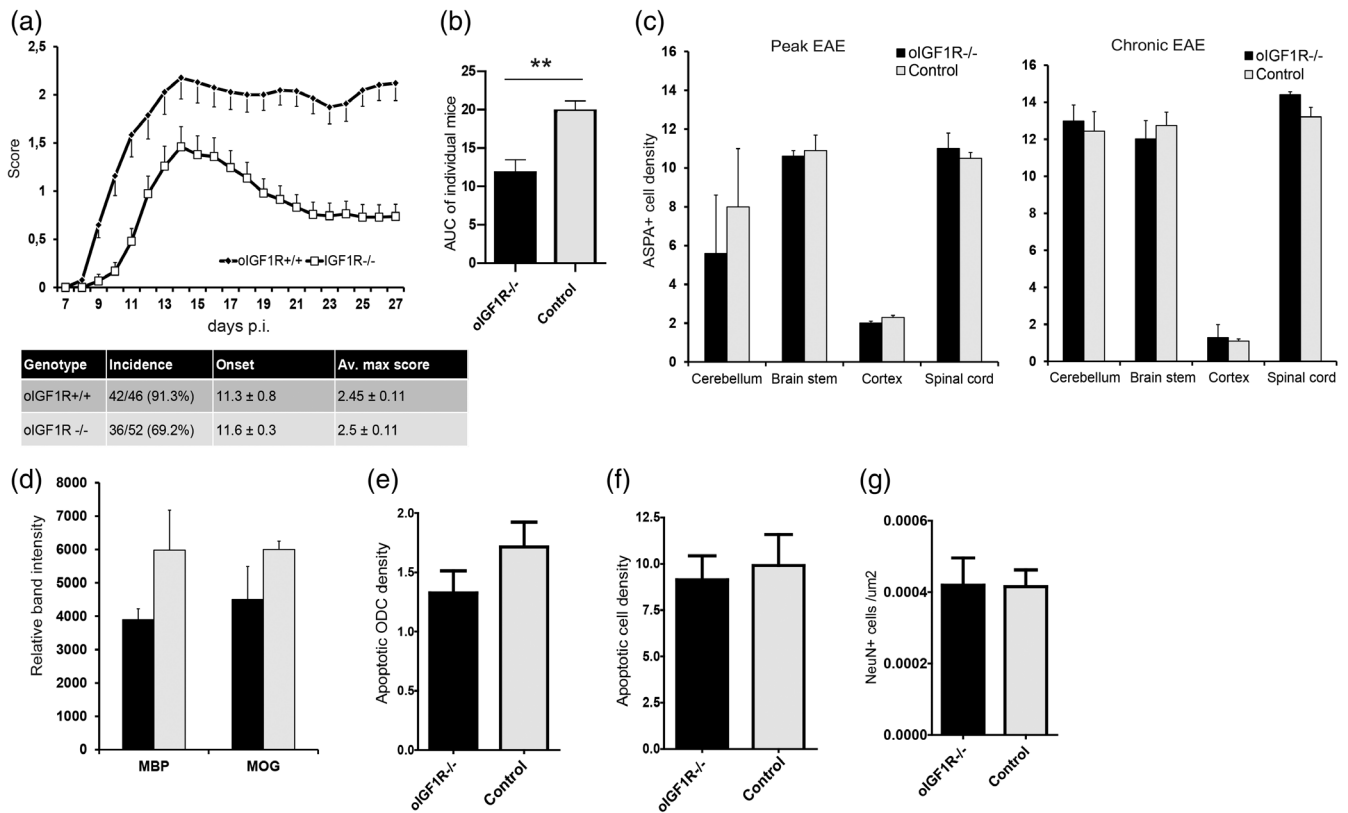 (a)
2,5
2
1,5
1
0,5
0
Score
7 9 11 13 15 17 19 21 23 25 27
days p.i.
oIGF1R+/+ IGF1R-/-
Genotype Incidence Onset Av. max score
oIGF1R+/+ 42/46 (91.3%) 11.3 ± 0.8 2.45 ± 0.11
oIGF1R -/- 36/52 (69.2%) 11.6 ± 0.3 2.5 ± 0.11
(b)
**
25
20
15
10
5
0
AUC of individual mice
oIGF1R-/- Control
(c)
Peak EAE
oIGF1R-/-
Control
16
14
12
10
8
6
4
2
0
ASPA+ cell density
Cerebellum Brain stem Cortex Spinal cord
Chronic EAE
oIGF1R-/-
Control
16
14
12
10
8
6
4
2
0
Cerebellum Brain stem Cortex Spinal cord
(d)
8000
7000
6000
5000
4000
3000
2000
1000
0
Relative band intensity
MBP MOG
(e)
2.0
1.5
1.0
0.5
0.0
Apoptotic ODC density
oIGF1R-/- Control
(f)
12.5
10.0
7.5
5.0
2.5
0.0
Apoptotic cell density
oIGF1R-/- Control
(g)
0.0006
0.0004
0.0002
0.0000
NeuN+ cells /um2
oIGF1R-/- Control